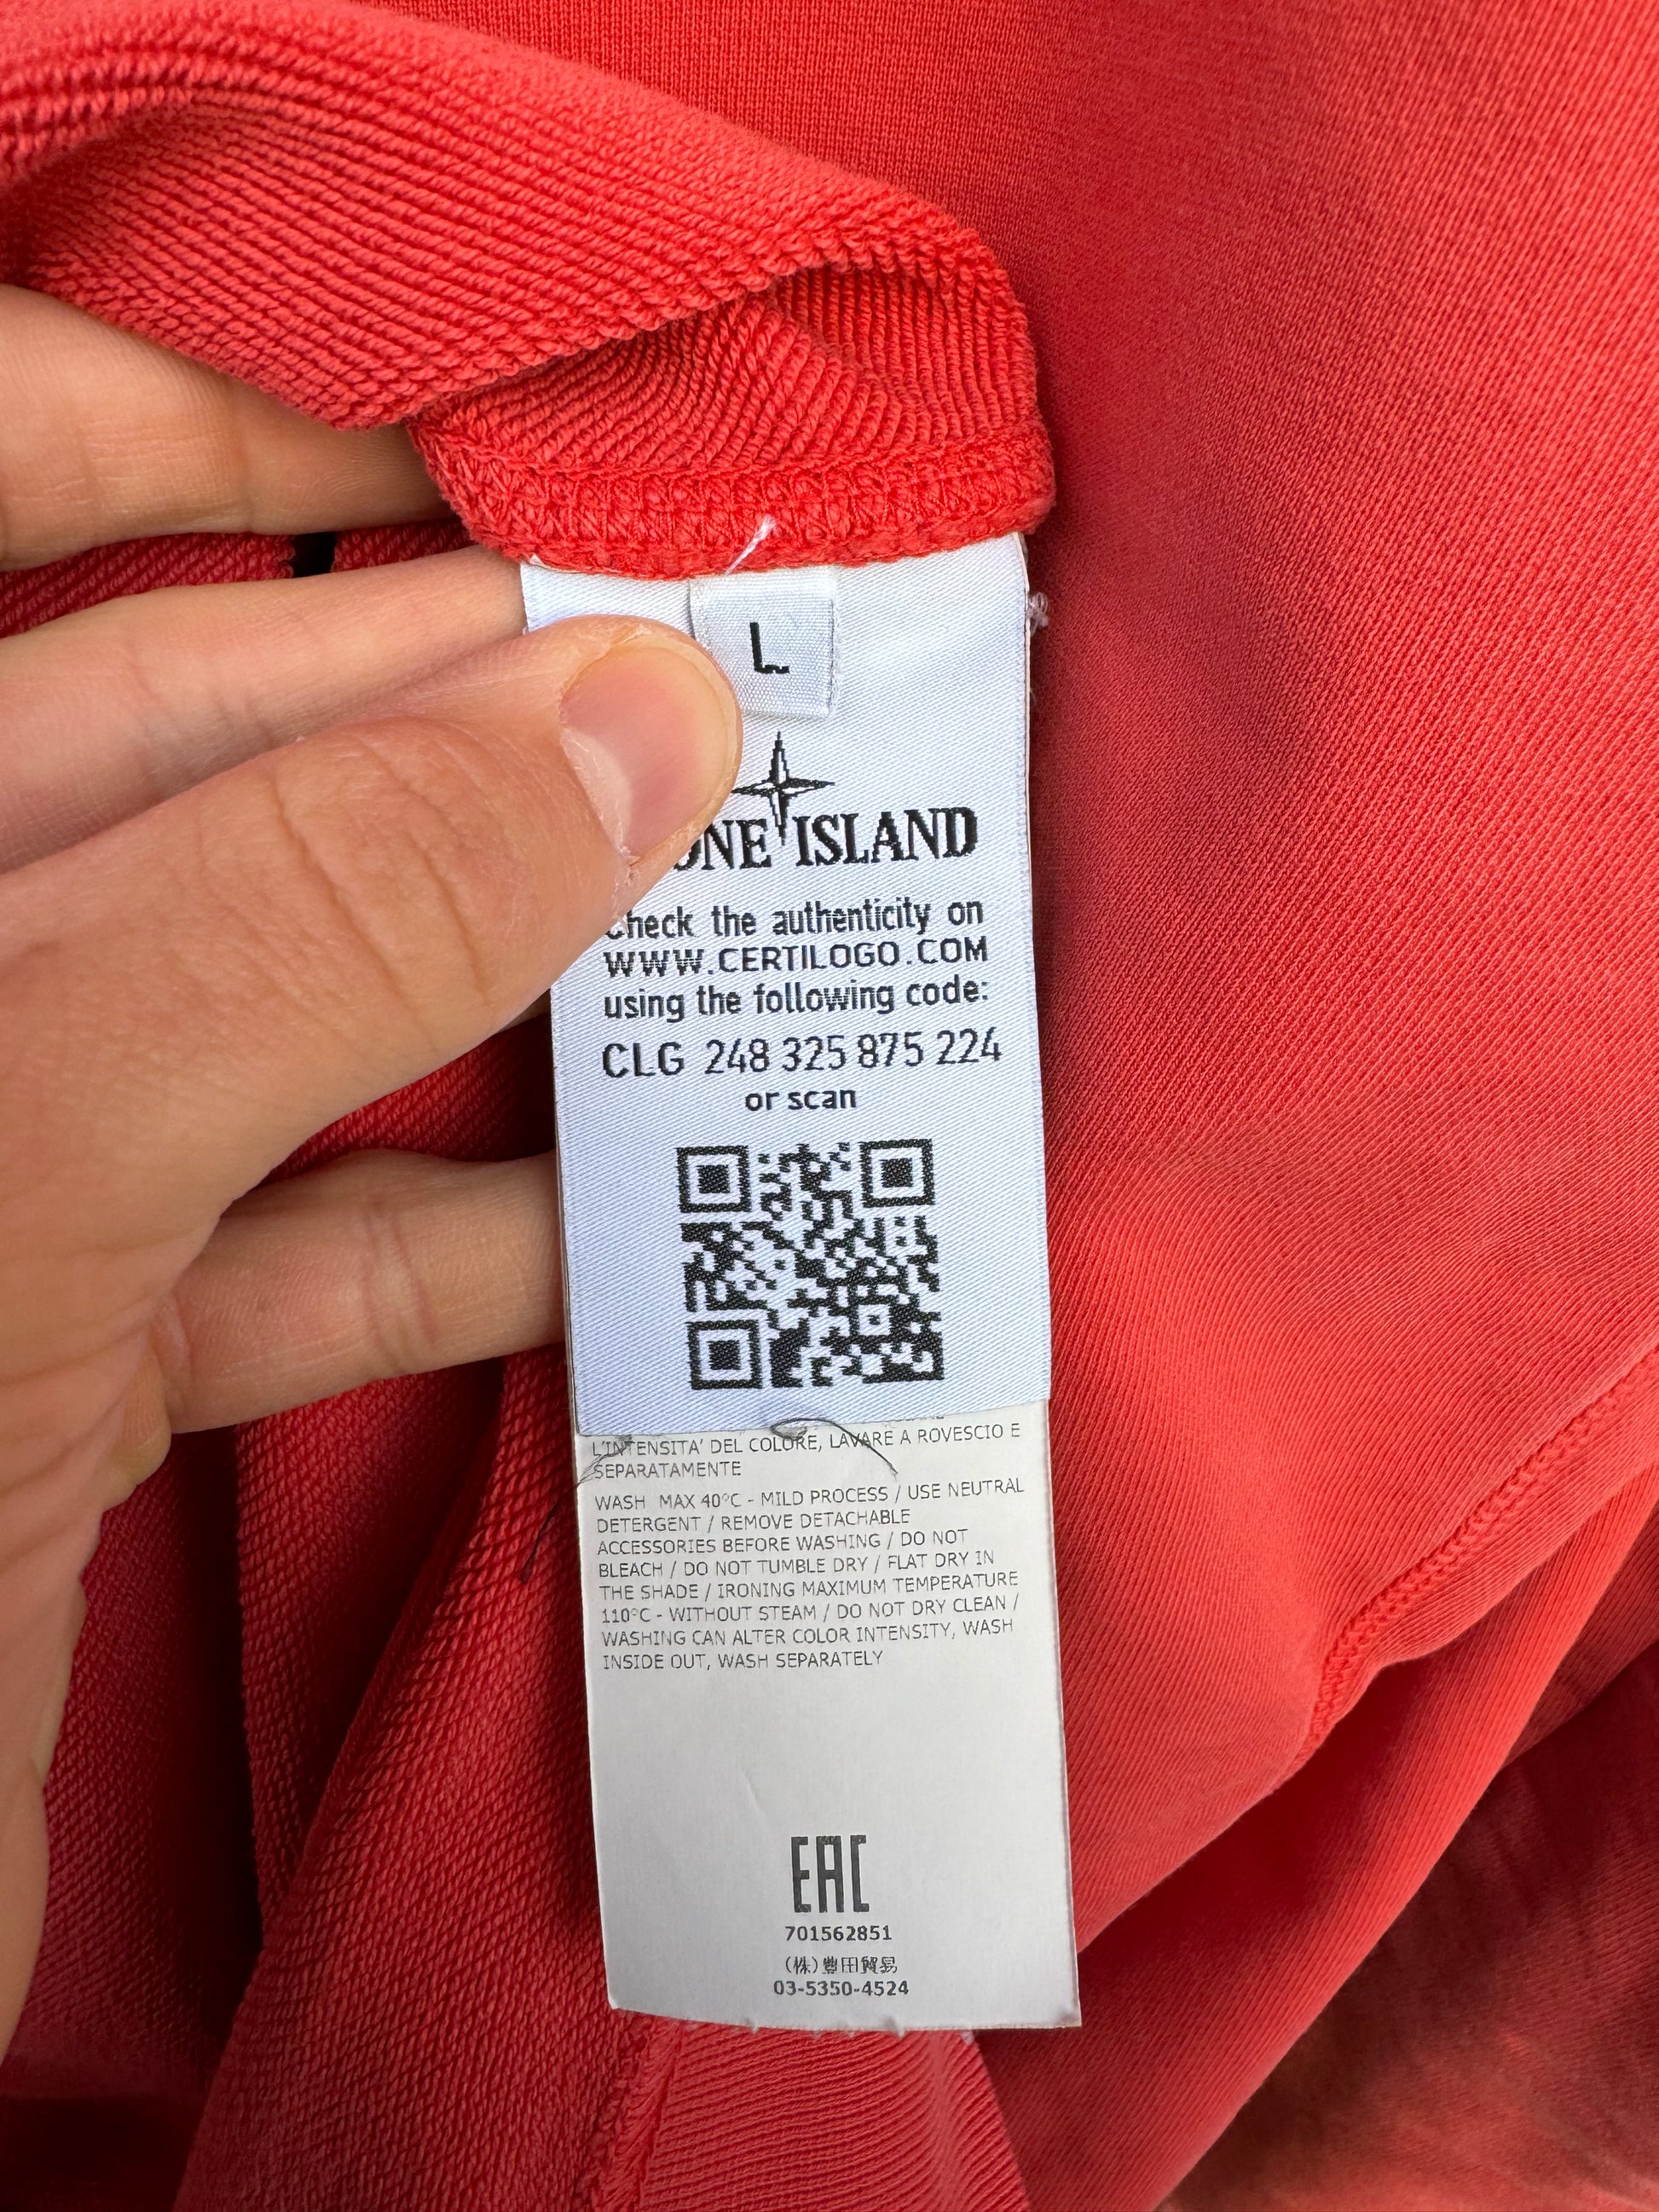 L
ISLAND
the authenticity on
WWW.CERTILOGO.COM
using the following code:
CLG 248 325 875 224
or scan
L'INTENSITA' DEL COLORE, LAVARE A ROVESCIO E
SEPARATAMENTE
WASH MAX 40°C - MILD PROCESS / USE NEUTRAL
DETERGENT / REMOVE DETACHABLE
ACCESSORIES BEFORE WASHING / DO NOT
BLEACH / DO NOT TUMBLE DRY / FLAT DRY IN
THE SHADE / IRONING MAXIMUM TEMPERATURE
110°C - WITHOUT STEAM / DO NOT DRY CLEAN /
WASHING CAN ALTER COLOR INTENSITY, WASH
INSIDE OUT, WASH SEPARATELY
EAC
701562851
(株)豊田貿易
03-5350-4524